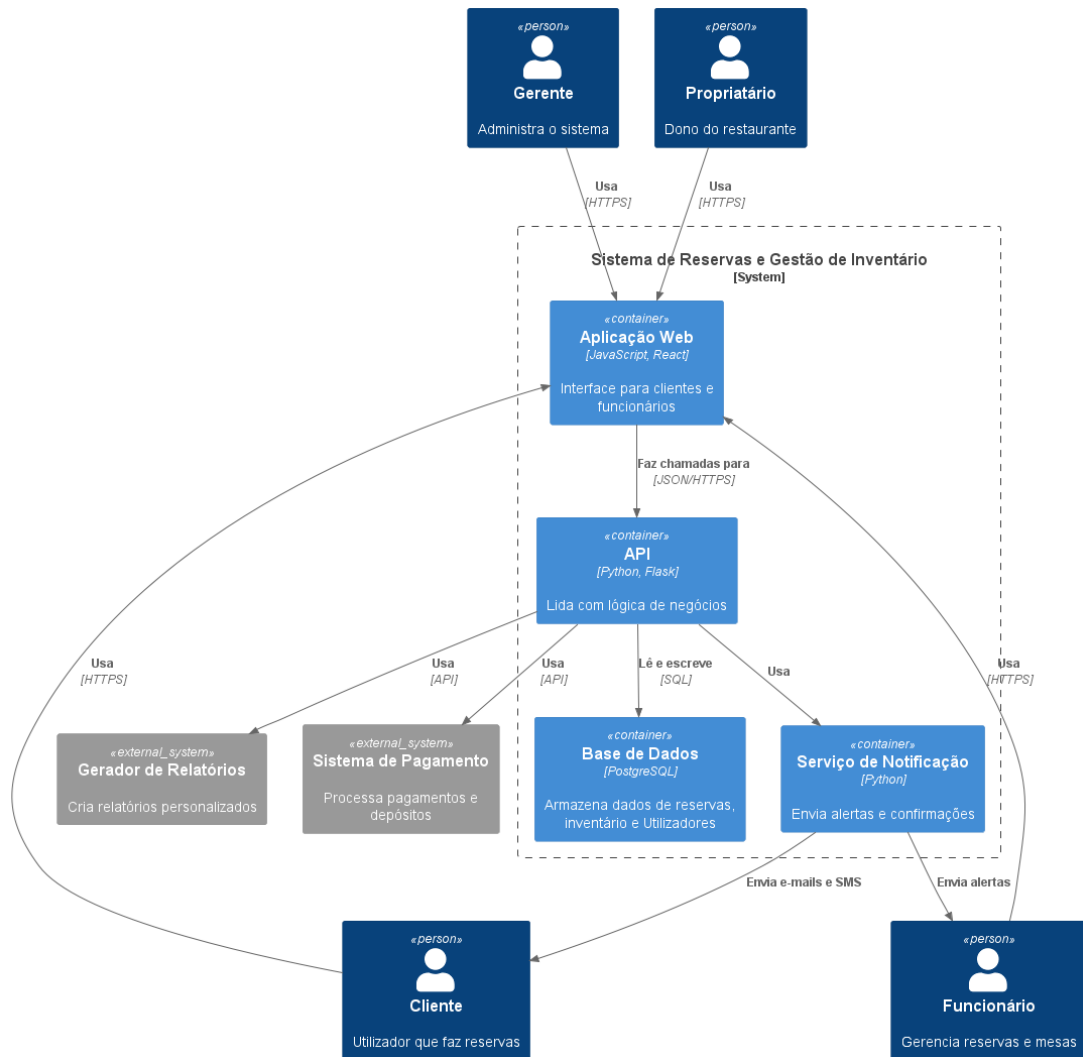 «person»
Gerente
Administra o sistema
«person»
Propriatário
Dono do restaurante
Usa
[HTTPS]
Usa
[HTTPS]
Sistema de Reservas e Gestão de Inventário
[System]
«container»
Aplicação Web
[JavaScript, React]
Interface para clientes e
funcionários
Faz chamadas para
[JSON/HTTPS]
«container»
API
[Python, Flask]
Lida com lógica de negócios
Usa
[HTTPS]
Usa
[API]
Usa
[API]
Lê e escreve
[SQL]
Usa
Usa
[HTTPS]
«external_system»
Gerador de Relatórios
Cria relatórios personalizados
«external_system»
Sistema de Pagamento
Processa pagamentos e
depósitos
«container»
Base de Dados
[PostgreSQL]
Armazena dados de reservas,
inventário e Utilizadores
«container»
Serviço de Notificação
[Python]
Envia alertas e confirmações
Envia e-mails e SMS
Envia alertas
«person»
Cliente
Utilizador que faz reservas
«person»
Funcionário
Gerencia reservas e mesas